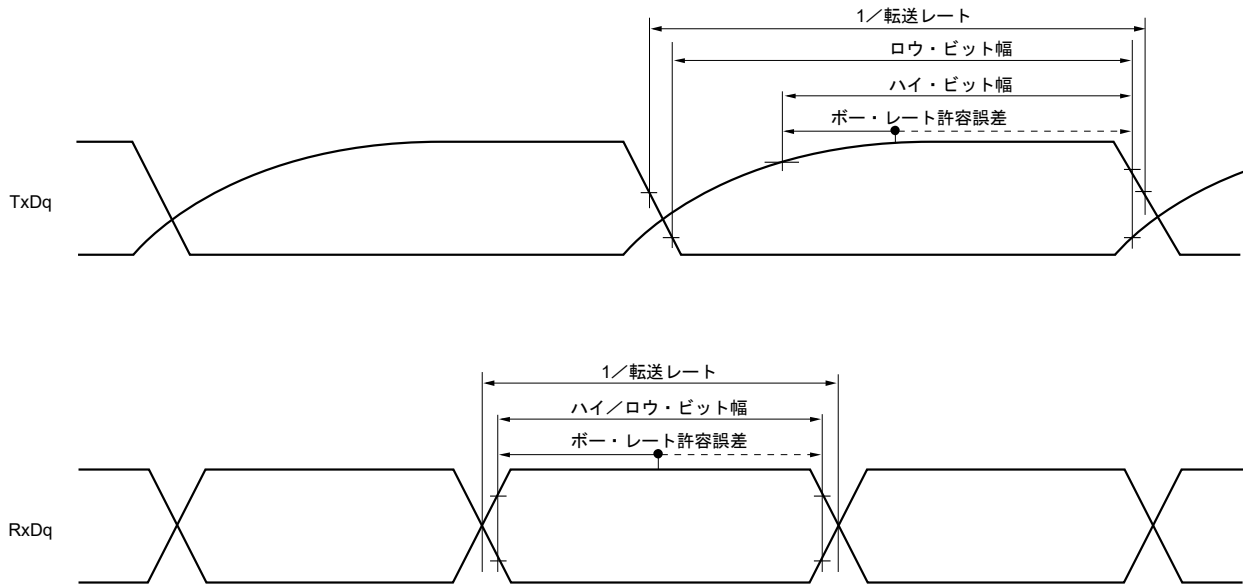 1／転送レート
ロウ・ビット幅
ハイ・ビット幅
ボー・レート許容誤差
TxDq
1／転送レート
ハイ／ロウ・ビット幅
ボー・レート許容誤差
RxDq